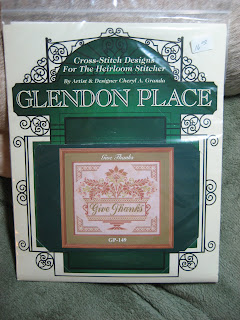 Cross-Stitch Designs
For The Heirloom Stitcher
By Artist & Designer Cheryl A. Granda
GLENDON PLACE
Give Thanks
Give Thanks
GP-149